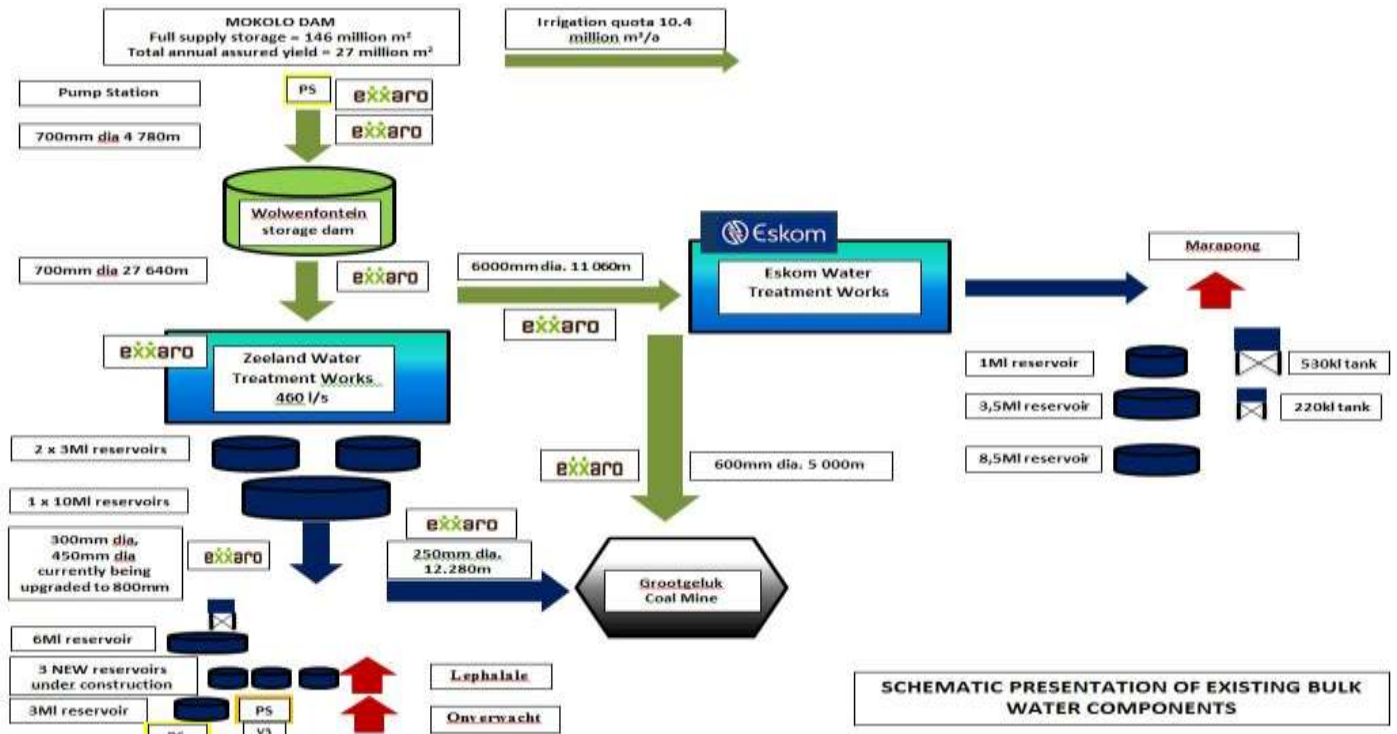 MOKOLO DAM
Full supply storage = 146 million m²
Total annual assured yield = 27 million m²
Irrigation quota 10.4
million m³/a
Pump Station
PS
exxaro
700mm dia 4 780m
exxaro
Wolwenfontein
storage dam
700mm dia 27 640m
exxaro
6000mm dia. 11 060m
exxaro
Eskom
Eskom Water
Treatment Works
Marapong
exxaro
Zeeland Water
Treatment Works
460 l/s
1Ml reservoir
530kl tank
3,5Ml reservoir
220kl tank
8,5Ml reservoir
2 x 3Ml reservoirs
exxaro
600mm dia. 5 000m
1 x 10Ml reservoirs
300mm dia,
450mm dia
currently being
upgraded to 800mm
exxaro
exxaro
250mm dia.
12.280m
Grootgeluk
Coal Mine
6Ml reservoir
3 NEW reservoirs
under construction
Lephalale
3Ml reservoir
PS
Onverwacht
SCHEMATIC PRESENTATION OF EXISTING BULK
WATER COMPONENTS